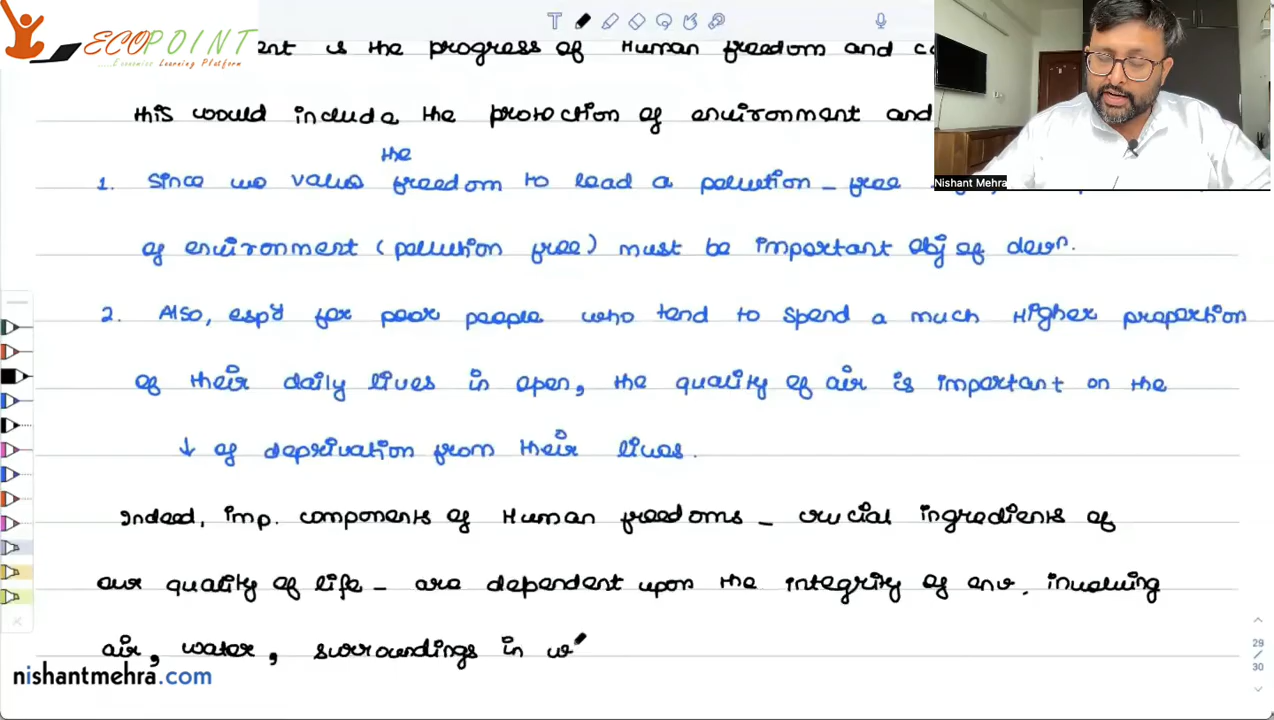 ECOPOINT
....Economics Learning Platform
ent is the progress of Human freedom and co
this would include the protection of environment and
the
1. Since we value freedom to lead a pollution - free
of environment (pollution free) must be important obj of devn.
2. Also, esp'd for poor people who tend to spend a much Higher proportion
of their daily lives in open, the quality of air is important on the
↓ of deprivation from their lives.
Indeed, imp. components of Human freedoms - crucial ingredients of
our quality of life - are dependent upon the integrity of env. involving
air, water, surroundings in w
Nishant Mehra
nishantmehra.com
29
/
30